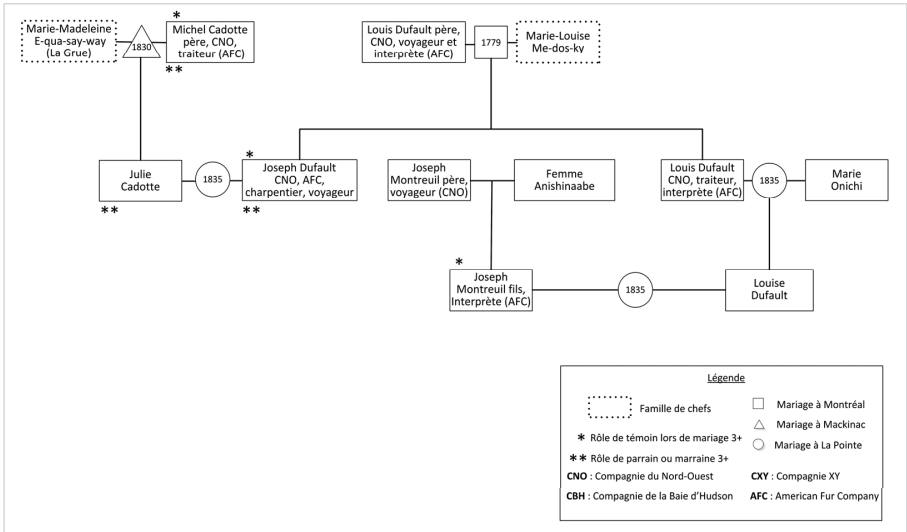 *
Marie-Madeleine
E-qua-say-way
(La Grue)
1830
Michel Cadotte
père, CNO,
traiteur (AFC)
**
Louis Dufault père,
CNO, voyageur et
interprète (AFC)
1779
Marie-Louise
Me-dos-ky
Julie
Cadotte
**
1835
*
Joseph Dufault
CNO, AFC,
charpentier, voyageur
**
Joseph
Montreuil père,
voyageur (CNO)
Femme
Anishinaabe
Louis Dufault
CNO, traiteur,
interprète (AFC)
1835
Marie
Onichi
*
Joseph
Montreuil fils,
Interprète (AFC)
1835
Louise
Dufault
Légende
Famille de chefs
Mariage à Montréal
Mariage à Mackinac
* Rôle de témoin lors de mariage 3+
Mariage à La Pointe
** Rôle de parrain ou marraine 3+
CNO : Compagnie du Nord-Ouest
CXY : Compagnie XY
CBH : Compagnie de la Baie d'Hudson
AFC : American Fur Company